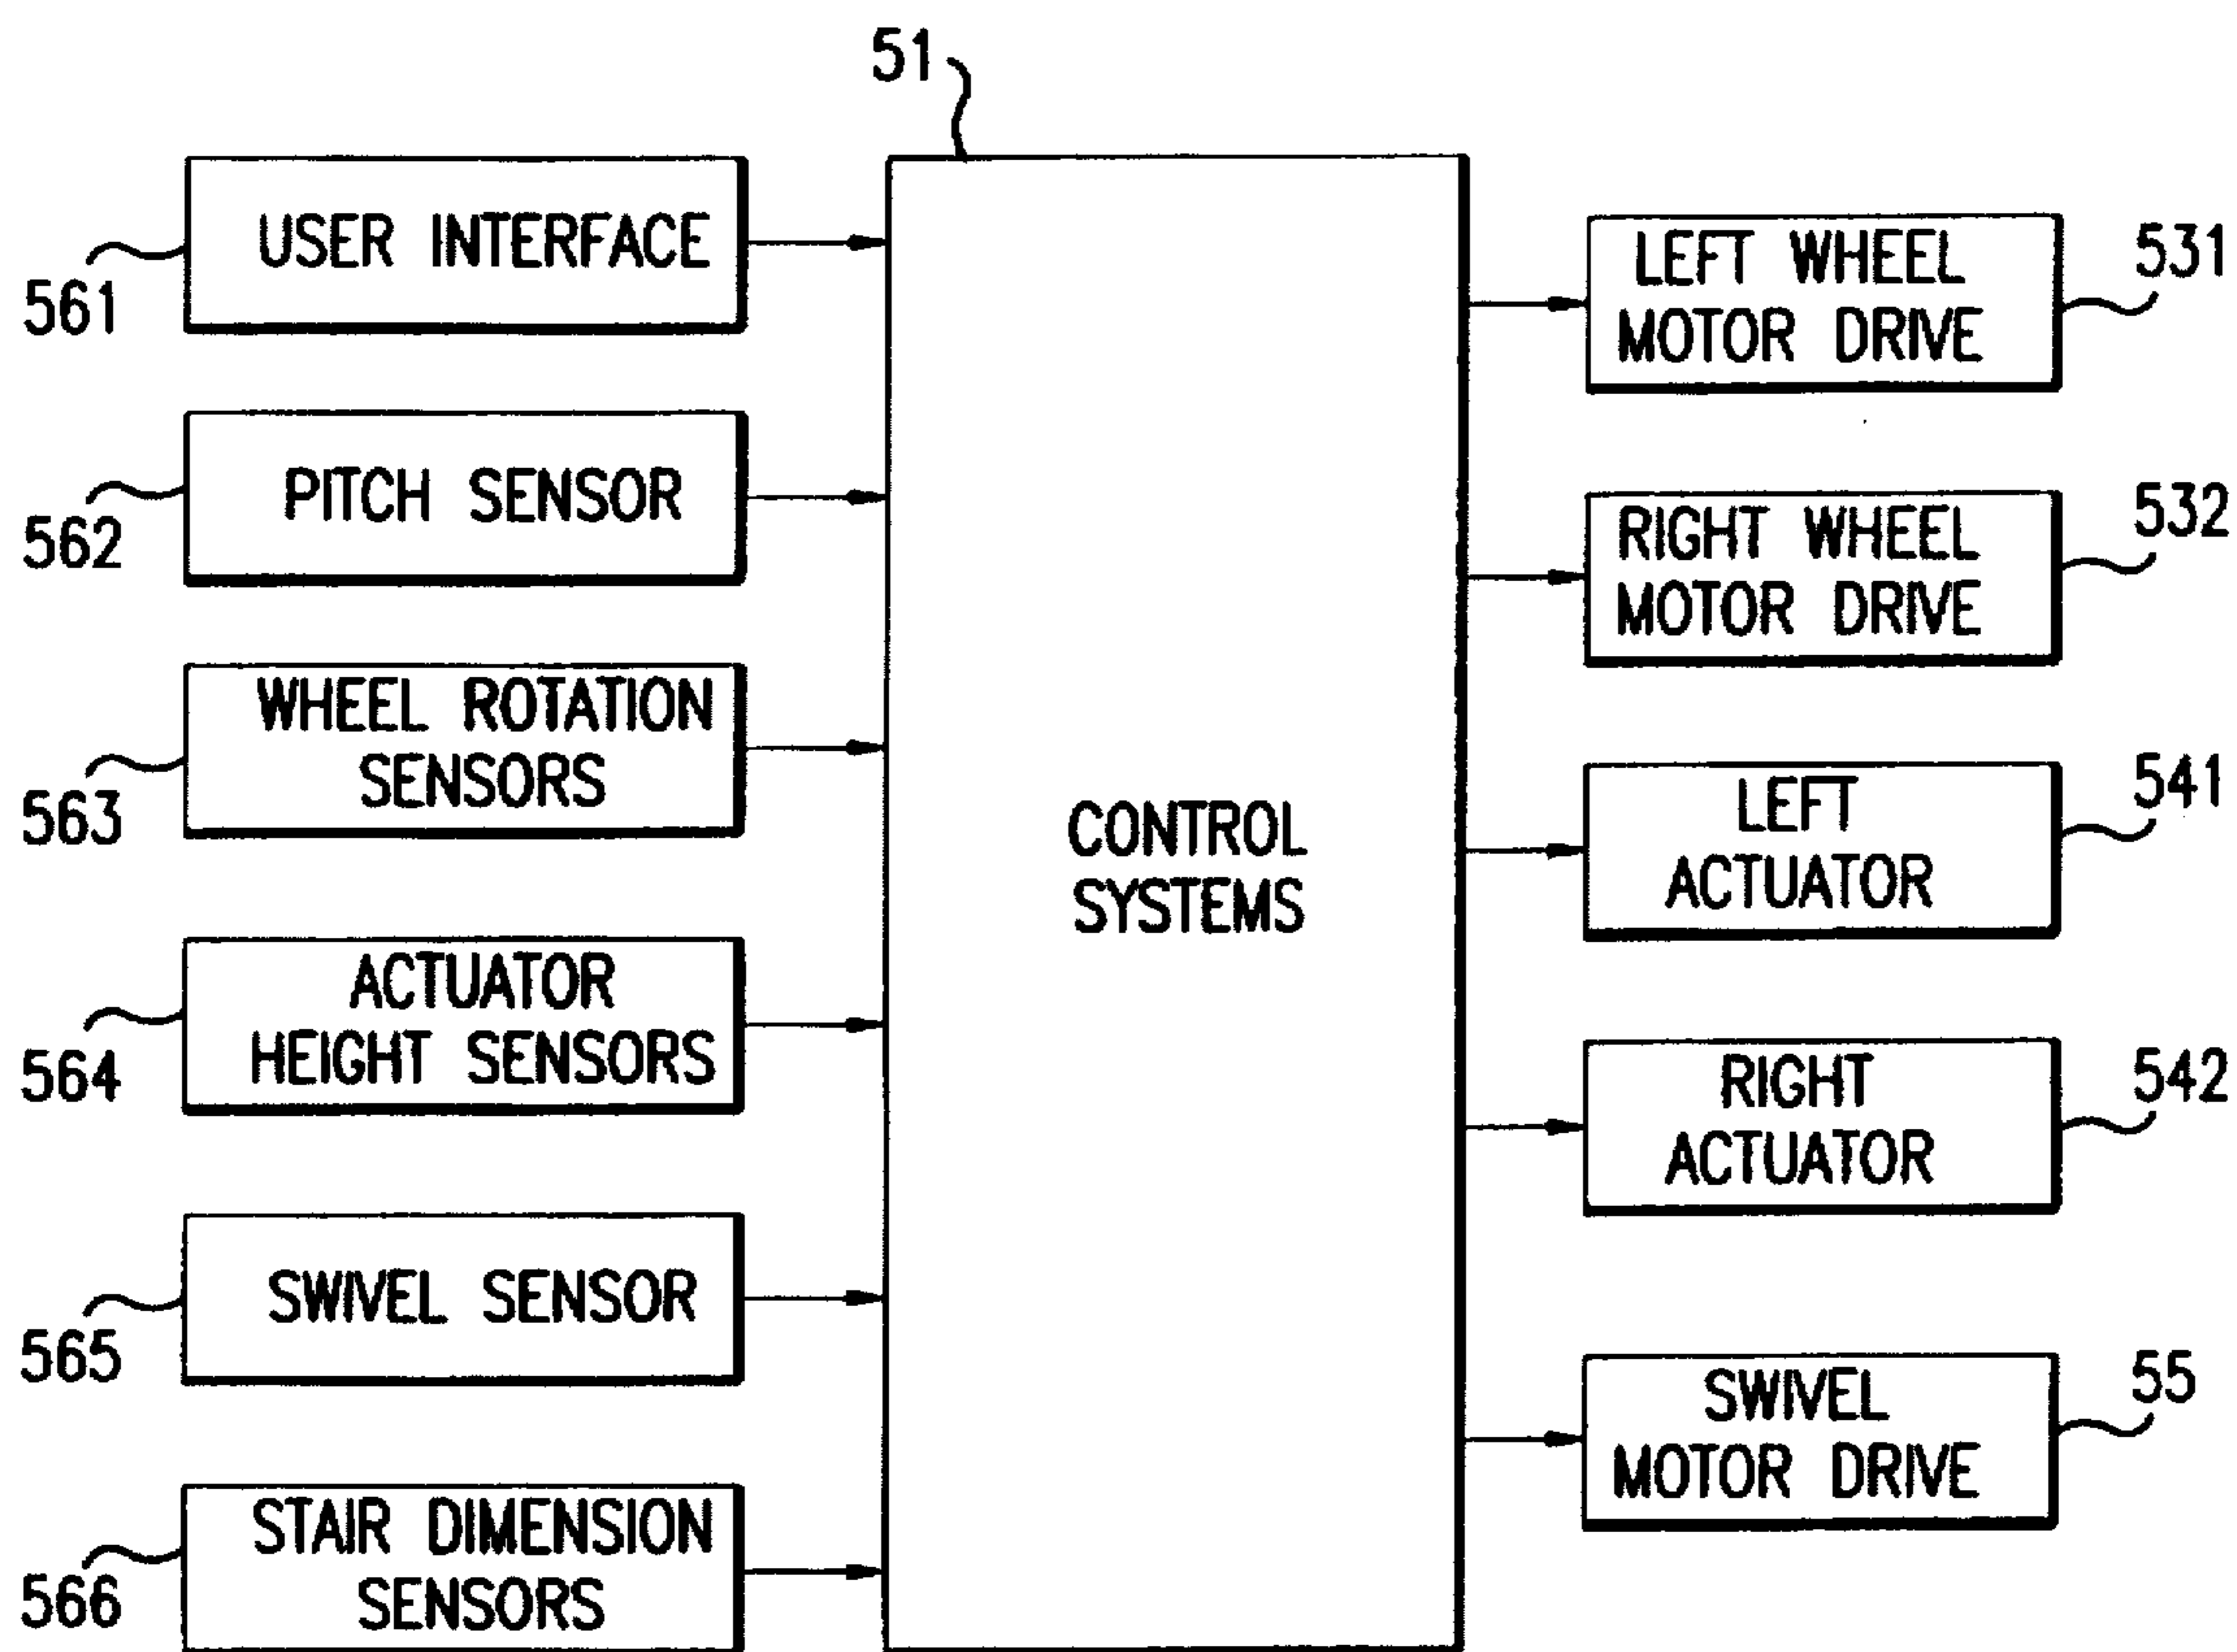 51
USER INTERFACE
561
PITCH SENSOR
562
WHEEL ROTATION
SENSORS
563
ACTUATOR
HEIGHT SENSORS
564
SWIVEL SENSOR
565
STAIR DIMENSION
SENSORS
566
CONTROL
SYSTEMS
LEFT WHEEL
MOTOR DRIVE
531
RIGHT WHEEL
MOTOR DRIVE
532
LEFT
ACTUATOR
541
RIGHT
ACTUATOR
542
SWIVEL
MOTOR DRIVE
55